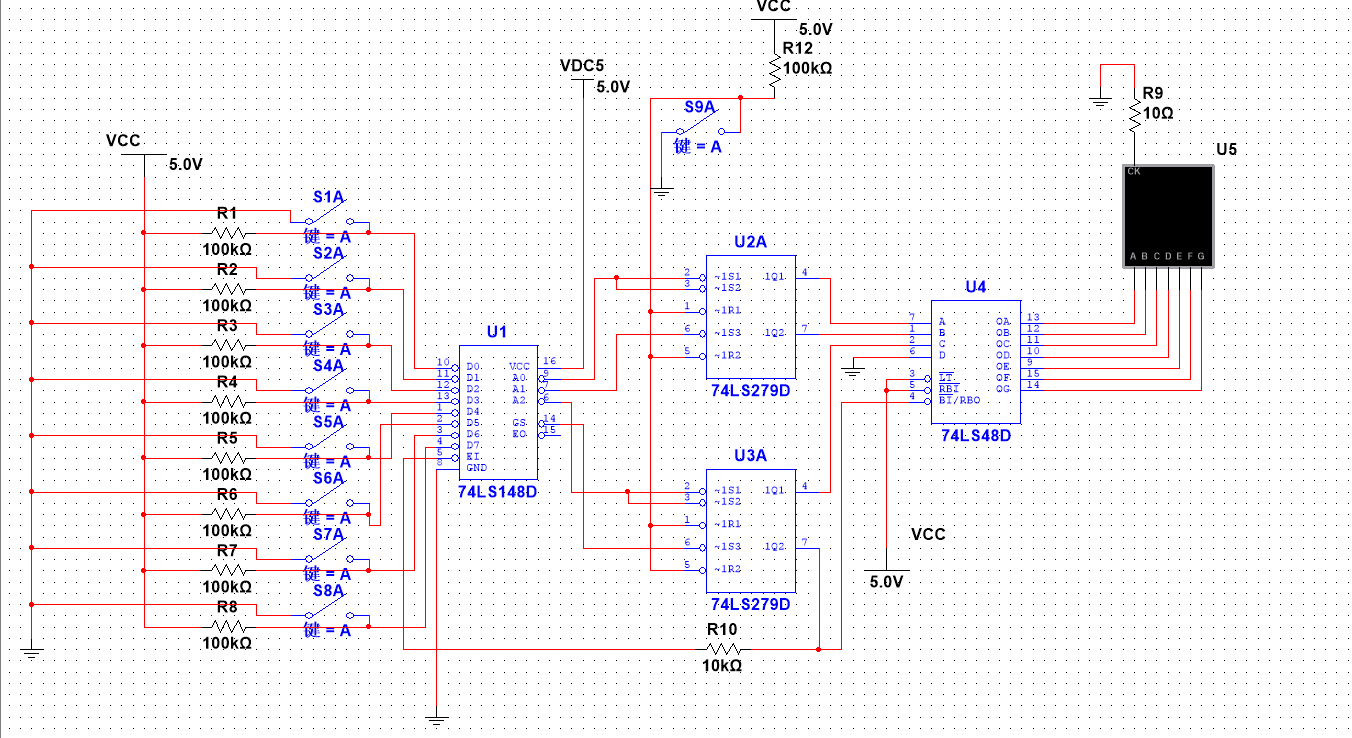 VCC
5.0V
R12
100kΩ
VDC5
5.0V
S9A
键 = A
R9
10Ω
U5
CK
A B C D E F G
VCC
5.0V
S1A
R1
键 = A
100kΩ
S2A
R2
键 = A
100kΩ
S3A
R3
键 = A
100kΩ
S4A
R4
键 = A
100kΩ
S5A
R5
键 = A
100kΩ
S6A
R6
键 = A
100kΩ
S7A
R7
键 = A
100kΩ
S8A
R8
键 = A
100kΩ
U1
10 D0 VCC 16
11 D1 A0 9
12 D2 A1 7
13 D3 A2 6
1 D4
2 D5 GS 14
3 D6 EO 15
4 D7
5 EI
8 GND
74LS148D
U2A
2 ~1S1 1Q1 4
3 ~1S2
1 ~1R1
6 ~1S3 1Q2 7
5 ~1R2
74LS279D
U3A
2 ~1S1 1Q1 4
3 ~1S2
1 ~1R1
6 ~1S3 1Q2 7
5 ~1R2
74LS279D
R10
10kΩ
U4
7 A OA 13
1 B OB 12
2 C OC 11
6 D OD 10
OE 9
3 LT OF 15
5 RBI OG 14
4 BI/RBO
74LS48D
VCC
5.0V